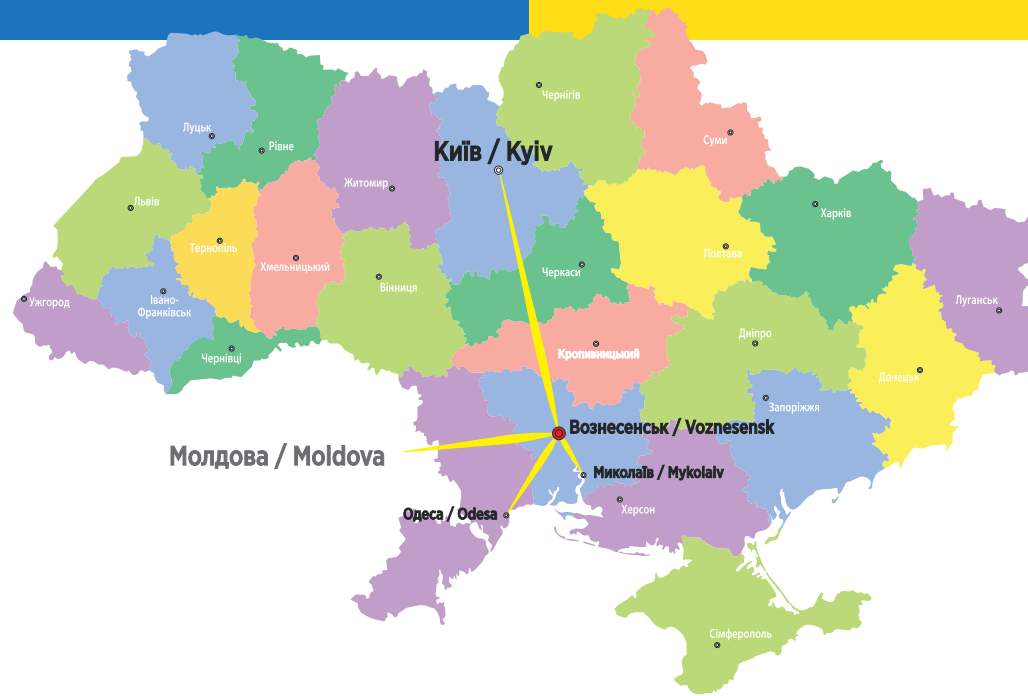 Чернігів
Луцьк
Суми
Рівне
Київ / Kyiv
Житомир
Львів
Харків
Тернопіль
Полтава
Хмельницький
Черкаси
Вінниця
Ужгород
Івано-
Франківськ
Луганськ
Дніпро
Чернівці
Кропивницький
Донецьк
Запоріжжя
Вознесенськ / Voznesensk
Молдова / Moldova
Миколаїв / Mykolaiv
Одеса / Odesa
Херсон
Сімферополь